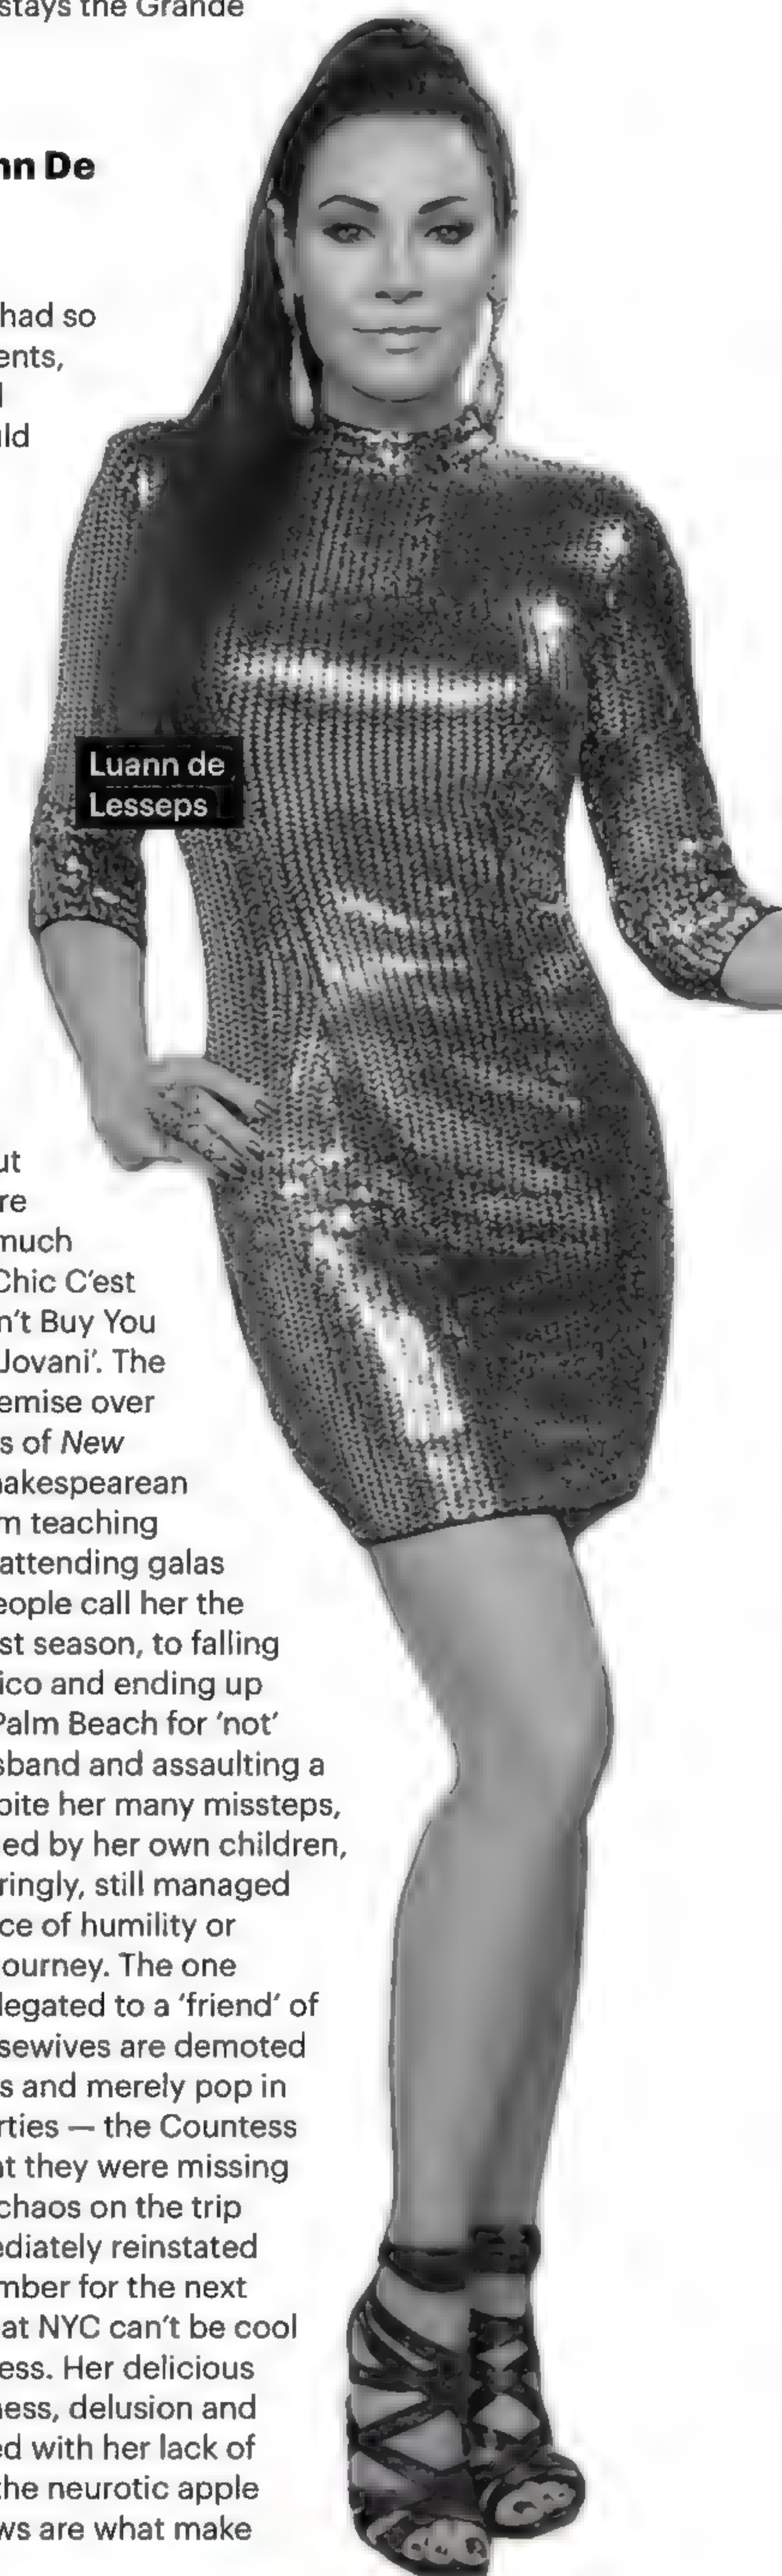 stays the Grande
nn De
had so
ents,
l
ld
Luann de
Lesseps
ut
re
much
Chic C'est
n't Buy You
Jovani'. The
emise over
s of New
hakespearean
m teaching
attending galas
eople call her the
st season, to falling
ico and ending up
Palm Beach for 'not'
sband and assaulting a
pite her many missteps,
ed by her own children,
ringly, still managed
ce of humility or
ourney. The one
legated to a 'friend' of
sewives are demoted
s and merely pop in
rties — the Countess
at they were missing
chaos on the trip
ediately reinstated
mber for the next
at NYC can't be cool
ess. Her delicious
ness, delusion and
ed with her lack of
the neurotic apple
ws are what make